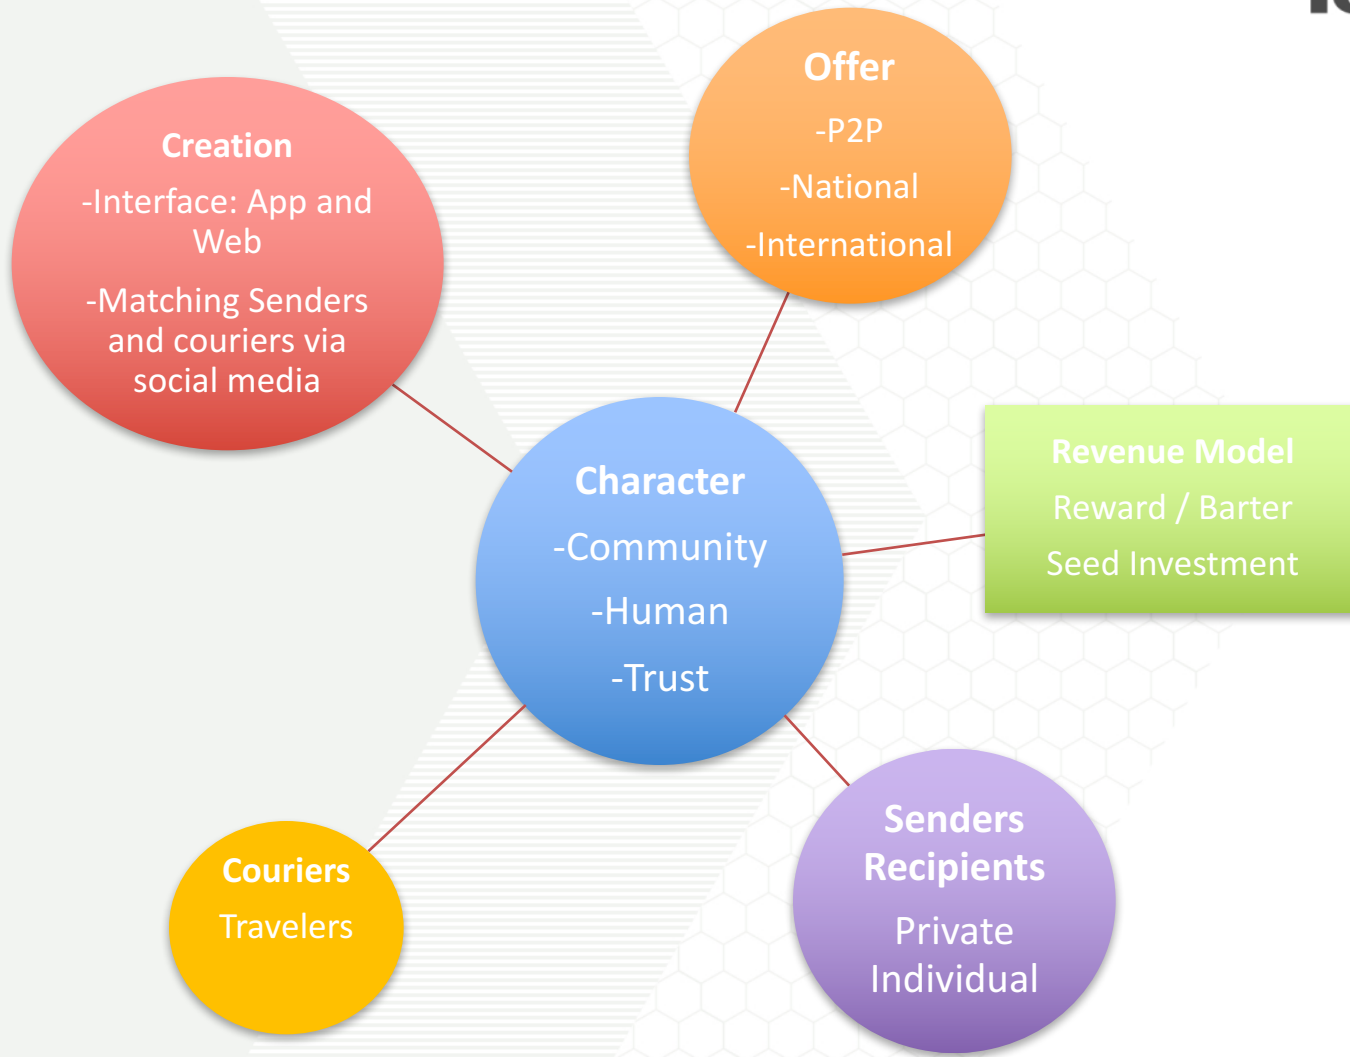 Offer
-P2P
-National
-International
Creation
-Interface: App and
Web
-Matching Senders
and couriers via
social media
Character
-Community
-Human
-Trust
Revenue Model
Reward / Barter
Seed Investment
Couriers
Travelers
Senders
Recipients
Private
Individual